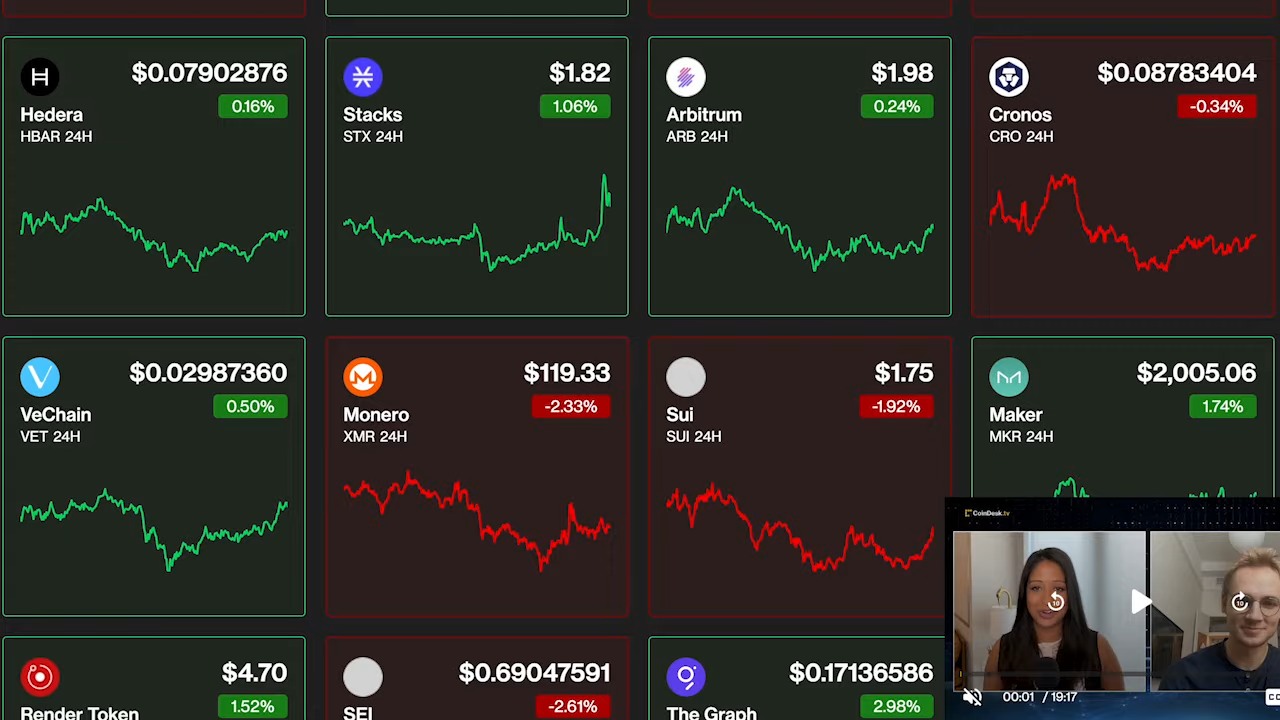 $0.07902876
0.16%
Hedera
HBAR 24H
$1.82
1.06%
Stacks
STX 24H
$1.98
0.24%
Arbitrum
ARB 24H
$0.08783404
-0.34%
Cronos
CRO 24H
$0.02987360
0.50%
VeChain
VET 24H
$119.33
-2.33%
Monero
XMR 24H
$1.75
-1.92%
Sui
SUI 24H
$2,005.06
1.74%
Maker
MKR 24H
$4.70
1.52%
Render Token
$0.69047591
-2.61%
SEI
$0.17136586
2.98%
The Graph
CoinDesk.tv
10
10
00:01 / 19:17
CC